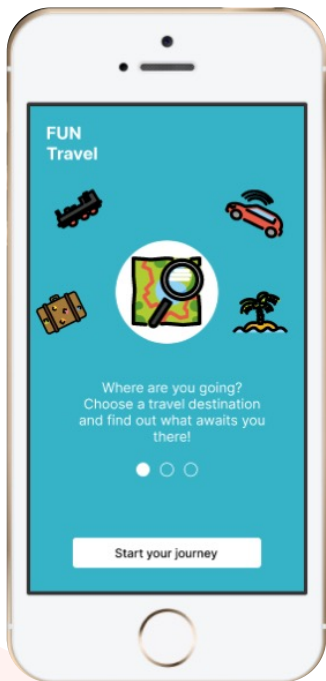 FUN
Travel
Where are you going?
Choose a travel destination
and find out what awaits you
there!
Start your journey